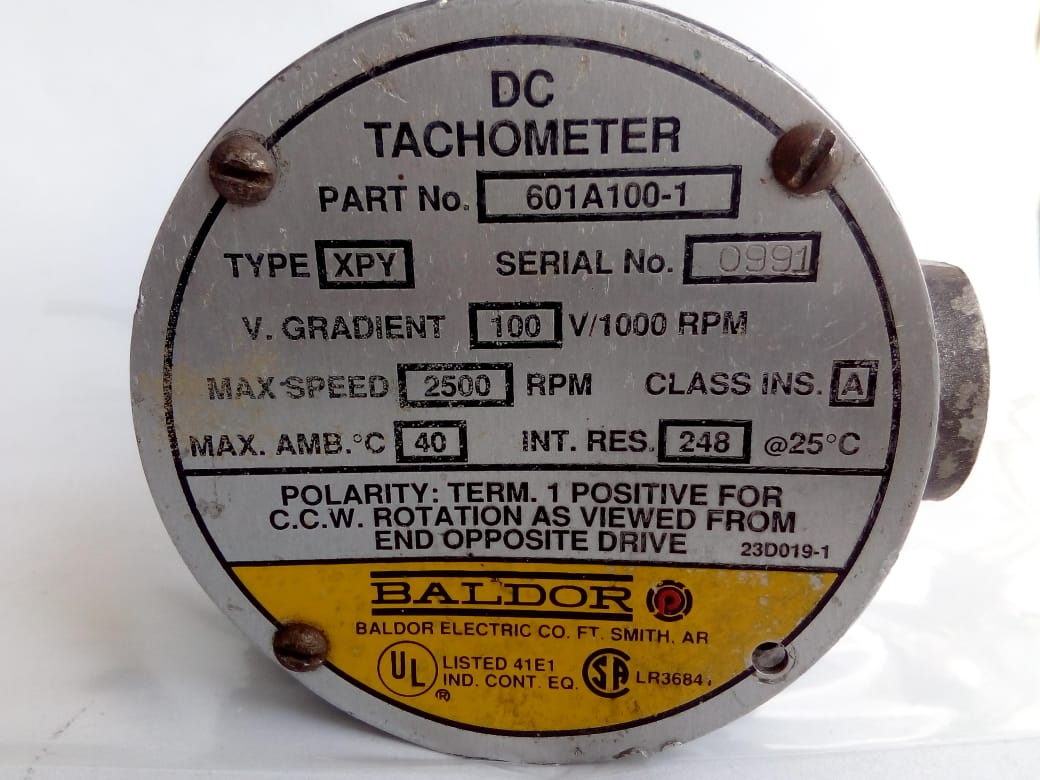 DC
TACHOMETER
PART No. 601A100-1
TYPE XPY SERIAL No. 0991
V. GRADIENT 100 V/1000 RPM
MAX SPEED 2500 RPM CLASS INS. A
MAX. AMB. °C 40 INT. RES. 248 @25°C
POLARITY: TERM. 1 POSITIVE FOR
C.C.W. ROTATION AS VIEWED FROM
END OPPOSITE DRIVE 23D019-1
BALDOR
BALDOR ELECTRIC CO. FT. SMITH, AR
UL ® LISTED 41E1
IND. CONT. EQ. SA LR3684